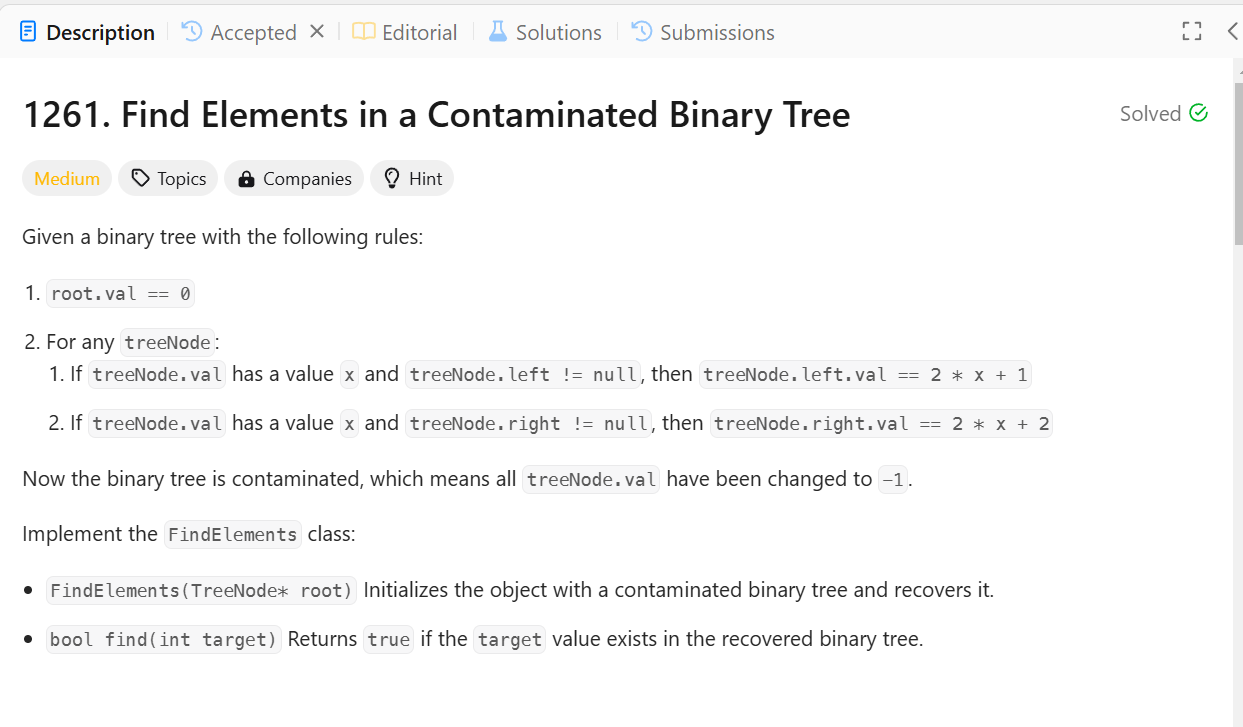 Description Accepted Editorial Solutions Submissions
1261. Find Elements in a Contaminated Binary Tree Solved
Medium Topics Companies Hint
Given a binary tree with the following rules:
1. root.val == 0
2. For any treeNode:
1. If treeNode.val has a value x and treeNode.left != null, then treeNode.left.val == 2 * x + 1
2. If treeNode.val has a value x and treeNode.right != null, then treeNode.right.val == 2 * x + 2
Now the binary tree is contaminated, which means all treeNode.val have been changed to -1.
Implement the FindElements class:
• FindElements(TreeNode* root) Initializes the object with a contaminated binary tree and recovers it.
• bool find(int target) Returns true if the target value exists in the recovered binary tree.